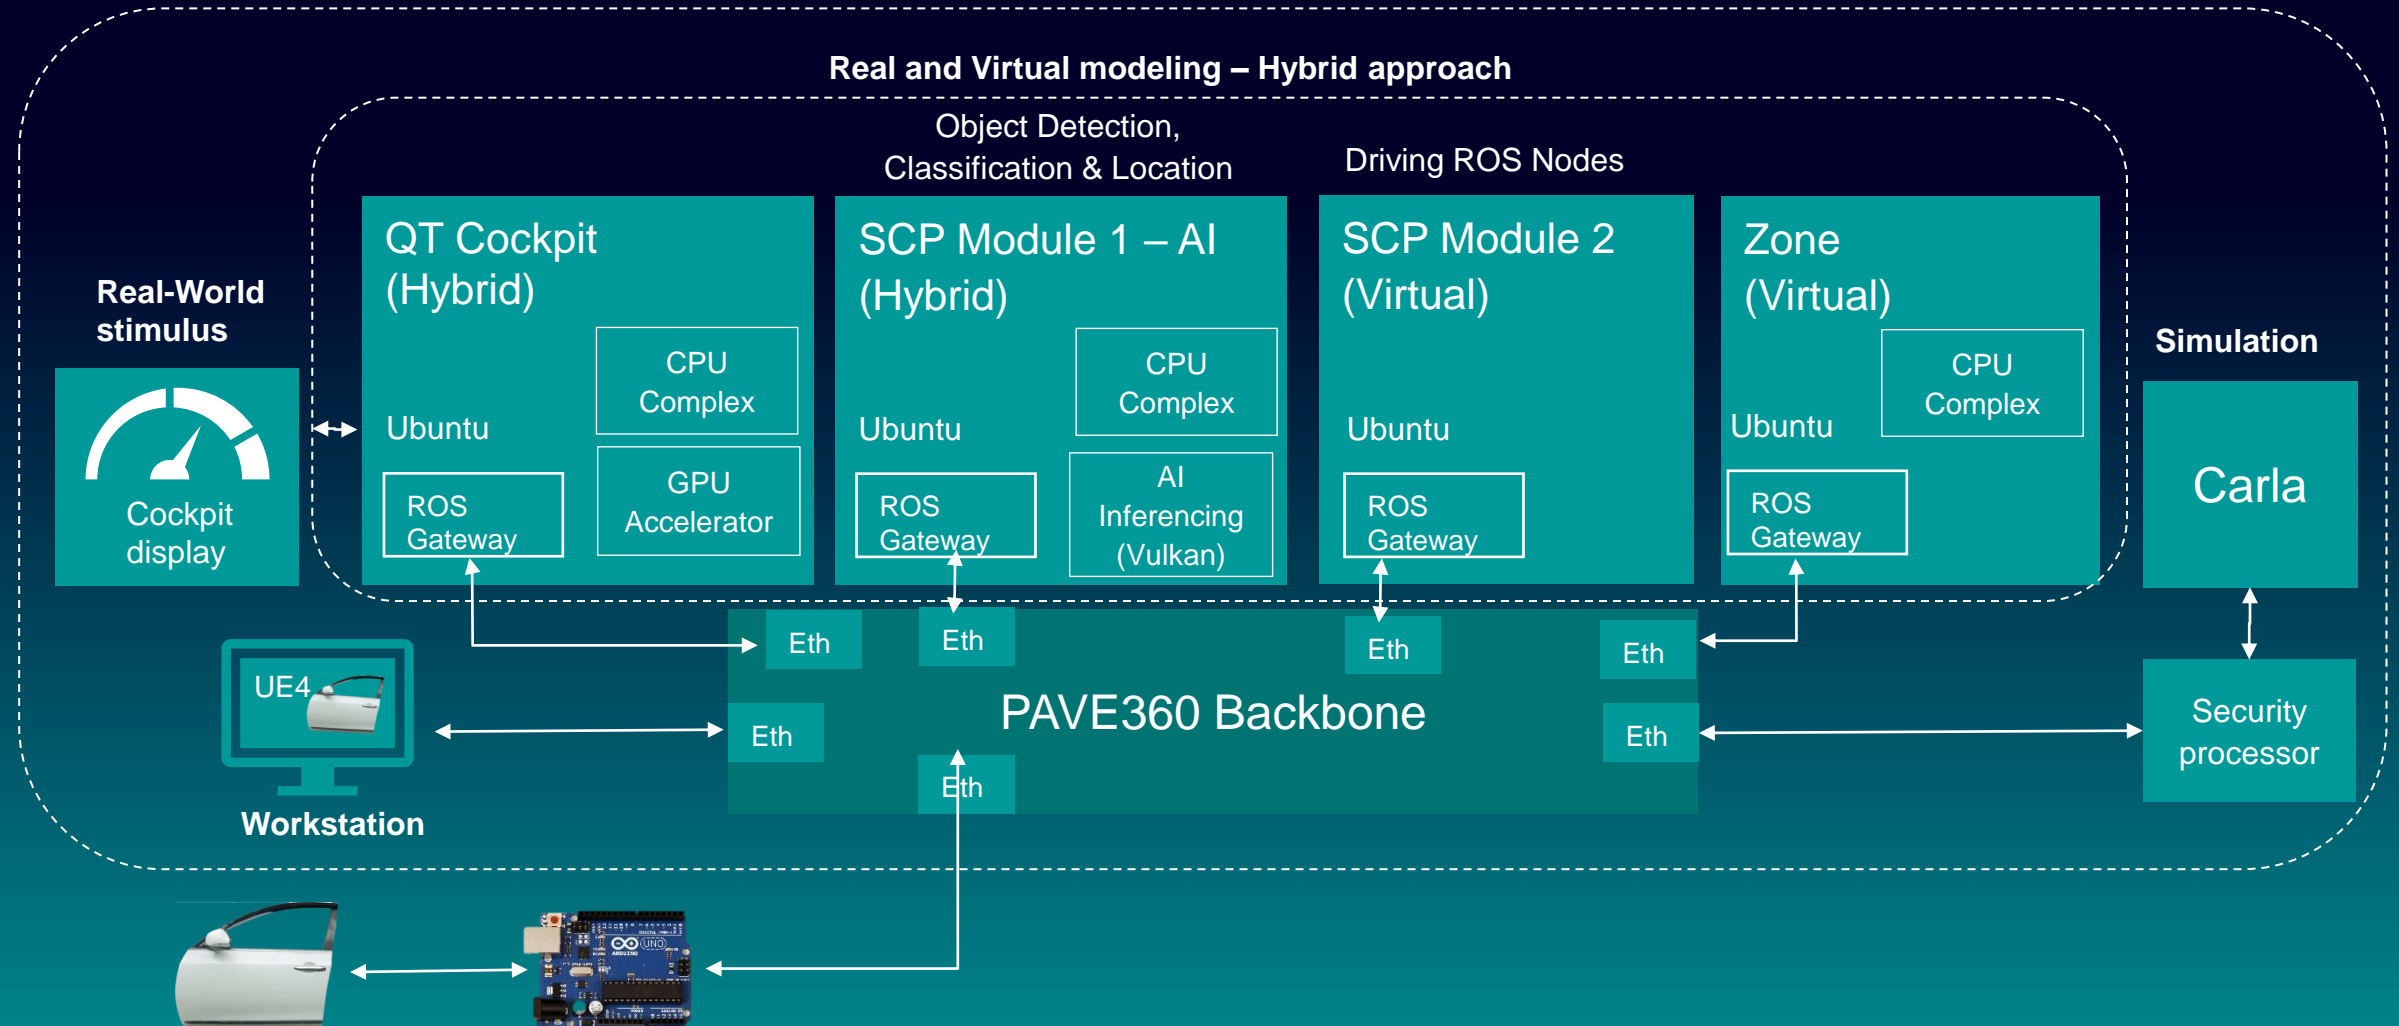 Real and Virtual modeling – Hybrid approach
Object Detection,
Classification & Location
Driving ROS Nodes
Real-World
stimulus
Cockpit
display
QT Cockpit
(Hybrid)
CPU
Complex
Ubuntu
GPU
Accelerator
ROS
Gateway
SCP Module 1 – AI
(Hybrid)
CPU
Complex
Ubuntu
AI
Inferencing
(Vulkan)
ROS
Gateway
SCP Module 2
(Virtual)
Ubuntu
ROS
Gateway
Zone
(Virtual)
CPU
Complex
Ubuntu
ROS
Gateway
Simulation
Carla
Security
processor
Eth
Eth
Eth
Eth
UE4
Workstation
Eth
PAVE360 Backbone
Eth
Eth
UNO
ARDUINO